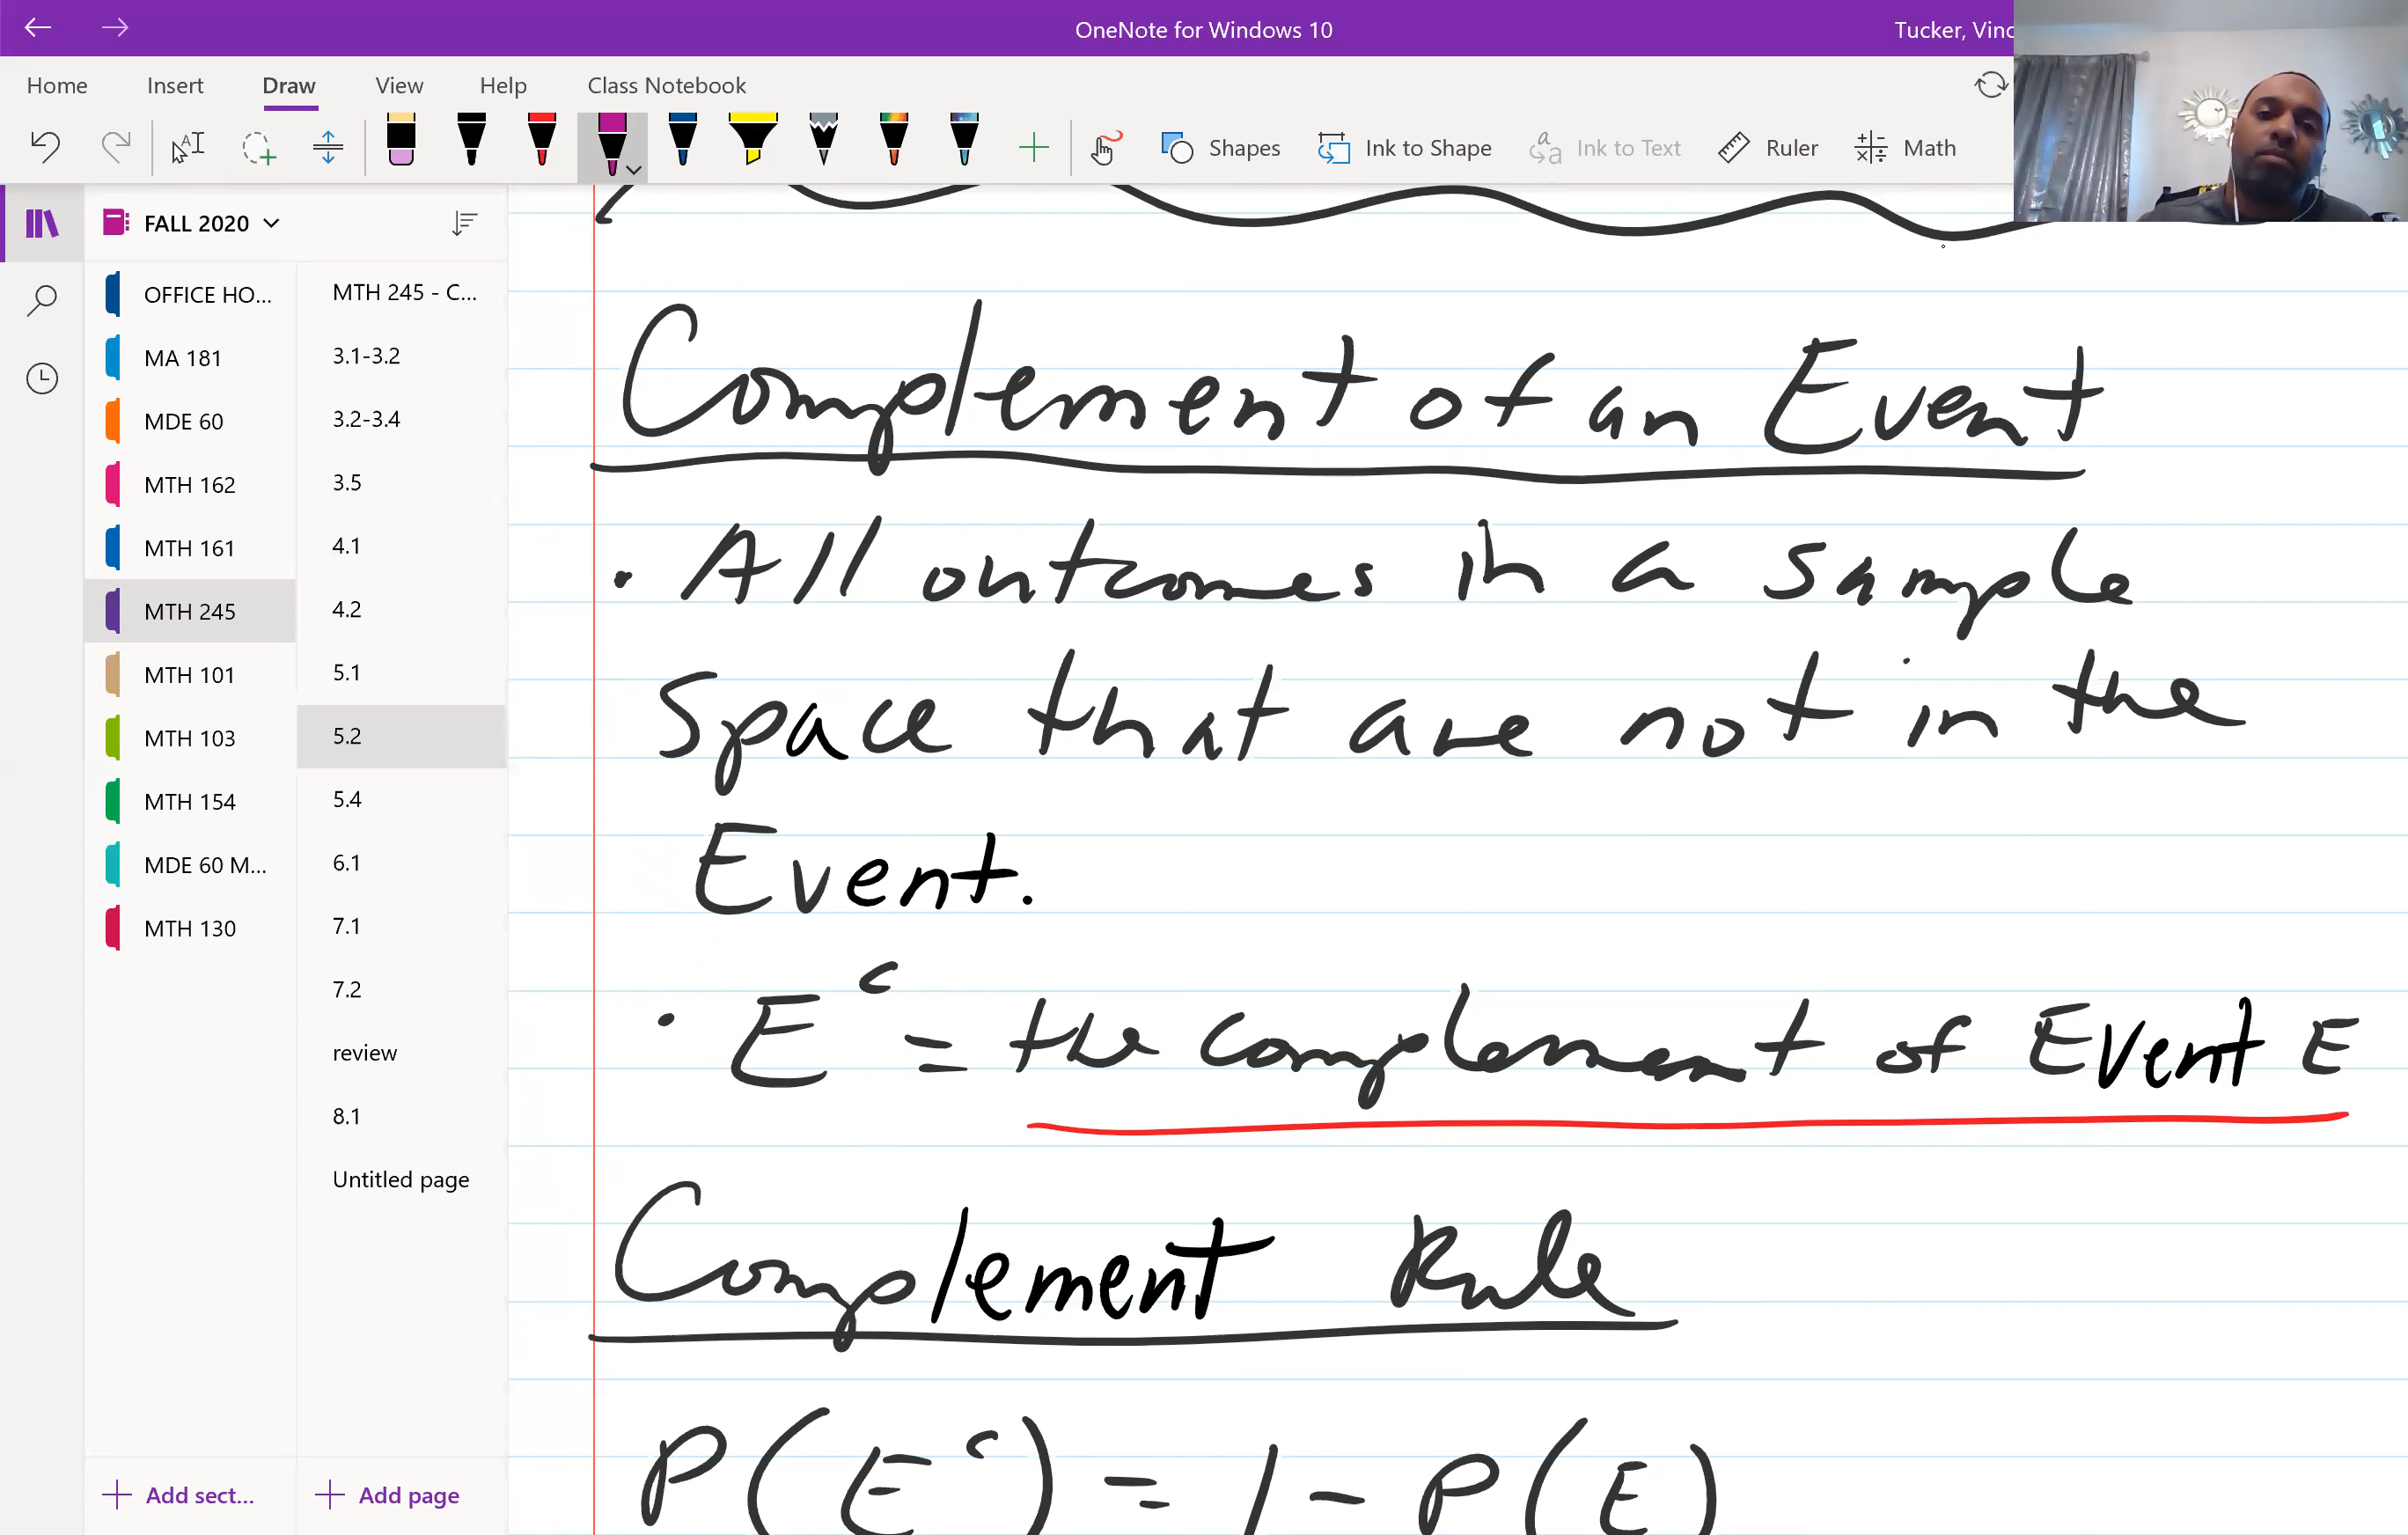 OneNote for Windows 10
Tucker, Vinc
Home Insert Draw View Help Class Notebook
Shapes Ink to Shape Ink to Text Ruler Math
FALL 2020
OFFICE HO...
MA 181
MDE 60
MTH 162
MTH 161
MTH 245
MTH 101
MTH 103
MTH 154
MDE 60 M...
MTH 130
Add sect...
MTH 245 - C...
3.1-3.2
3.2-3.4
3.5
4.1
4.2
5.1
5.2
5.4
6.1
7.1
7.2
review
8.1
Untitled page
Add page
Complement of an Event
• All outcomes in a sample
space that are not in the
Event.
• E^c = the complement of Event E
Complement Rule
P(E^c) = 1 - P(E)